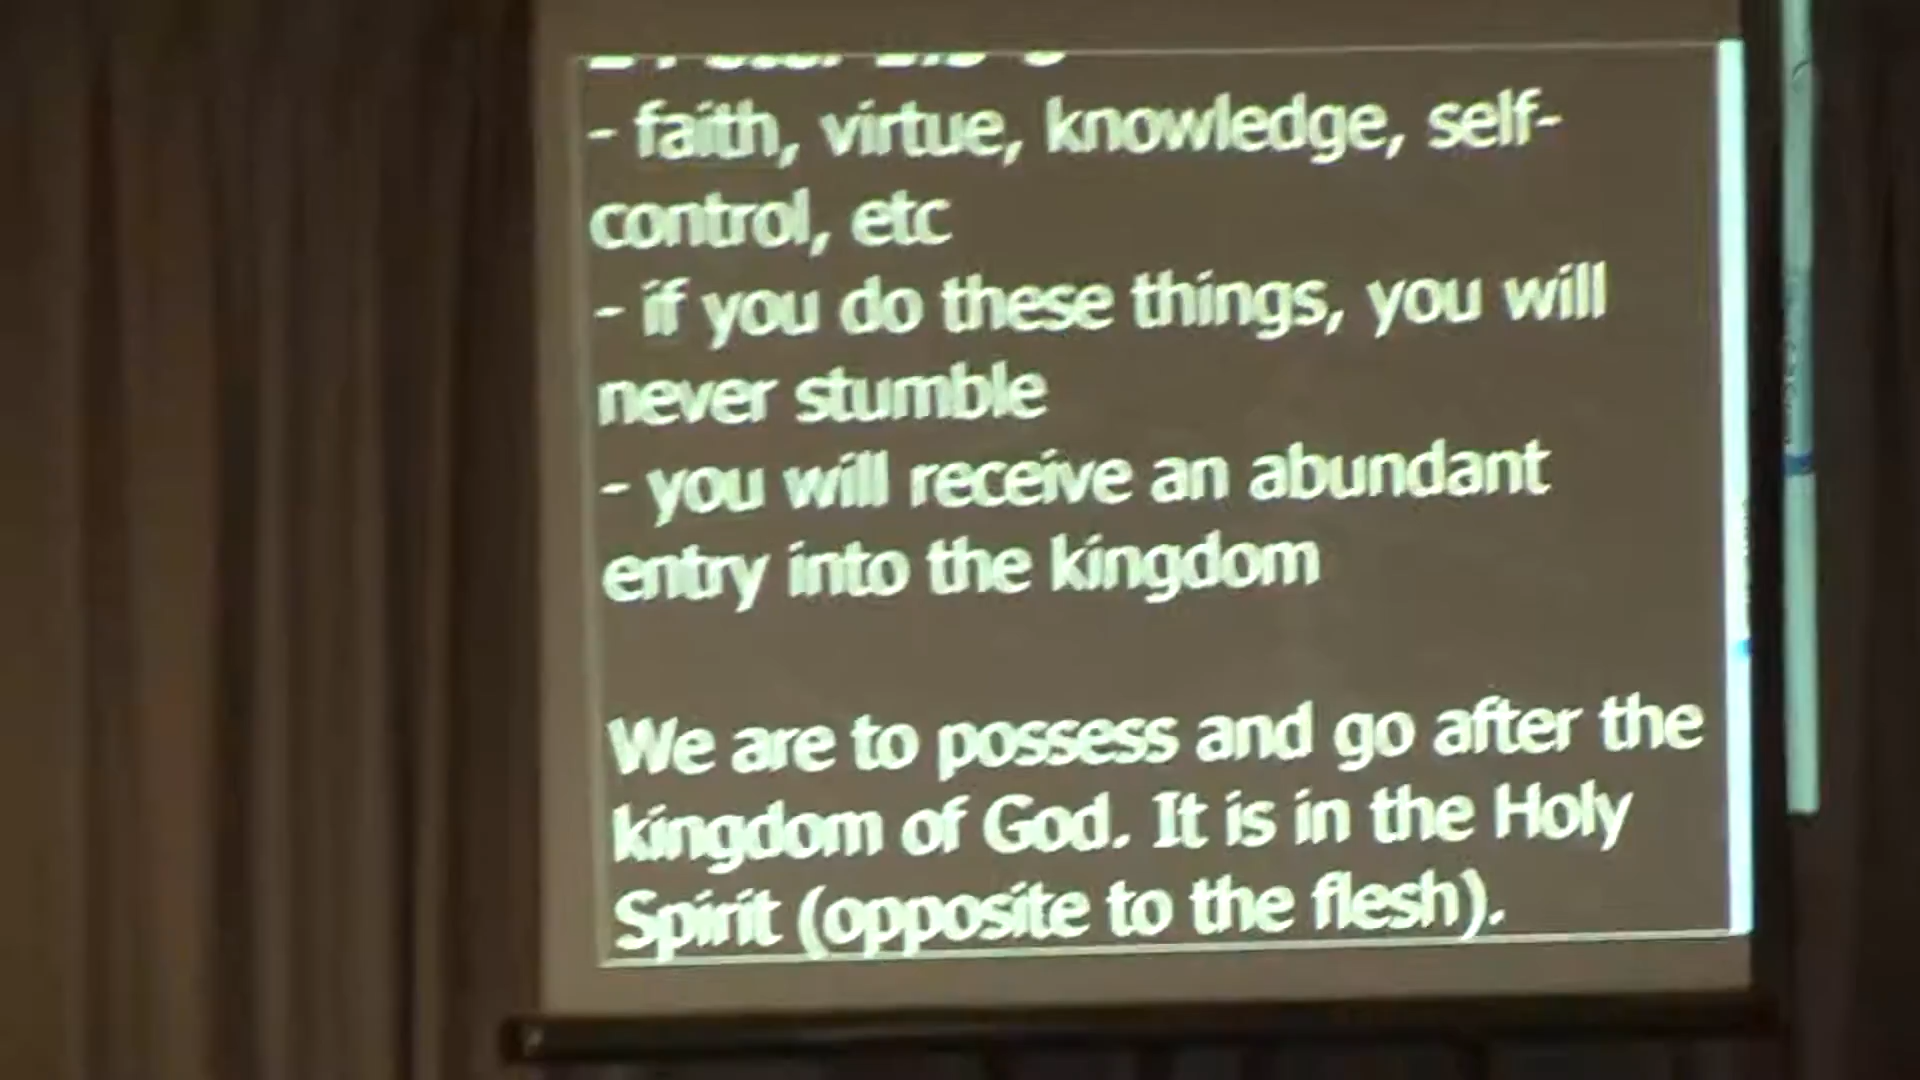 - faith, virtue, knowledge, self-
control, etc
- if you do these things, you will
never stumble
- you will receive an abundant
entry into the kingdom
We are to possess and go after the
kingdom of God. It is in the Holy
Spirit (opposite to the flesh).